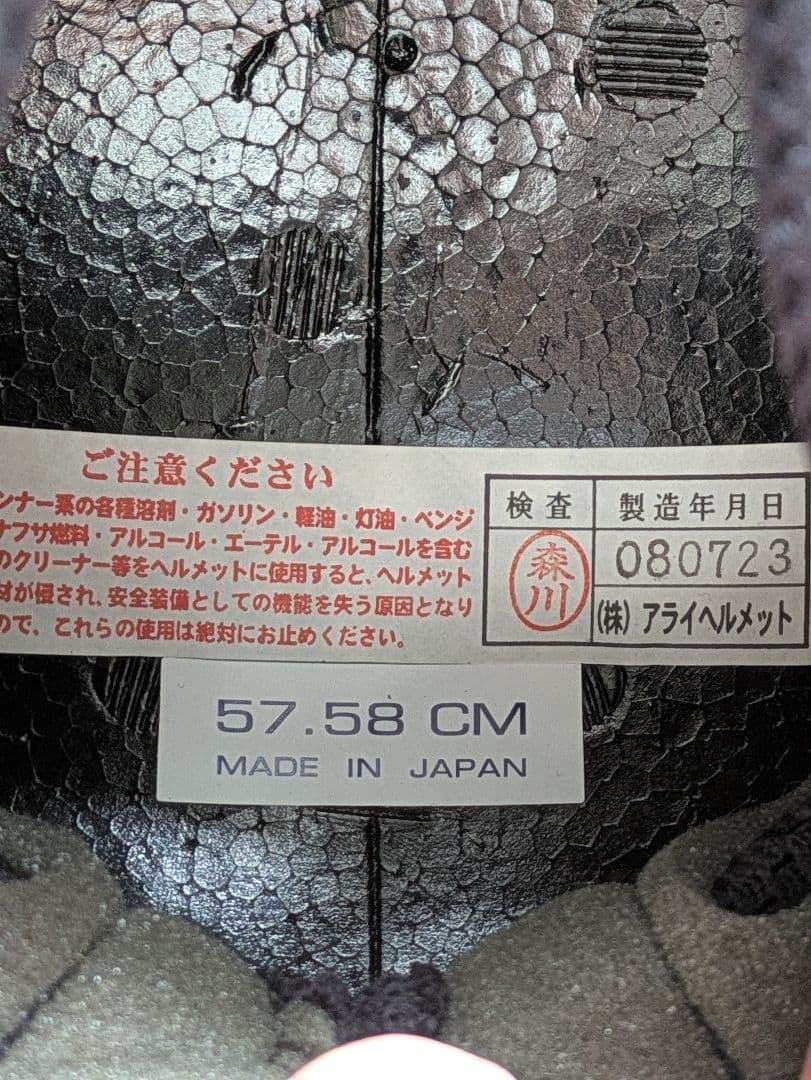 ご注意ください
ンナー系の各種溶剤・ガソリン・軽油・灯油・ベンジ
ナフサ燃料・アルコール・エーテル・アルコールを含む
のクリーナー等をヘルメットに使用すると、ヘルメット
材が侵され、安全装備としての機能を失う原因となり
ので、これらの使用は絶対にお止めください。
検査 製造年月日
森川 080723
(株) アライヘルメット
57.58 CM
MADE IN JAPAN